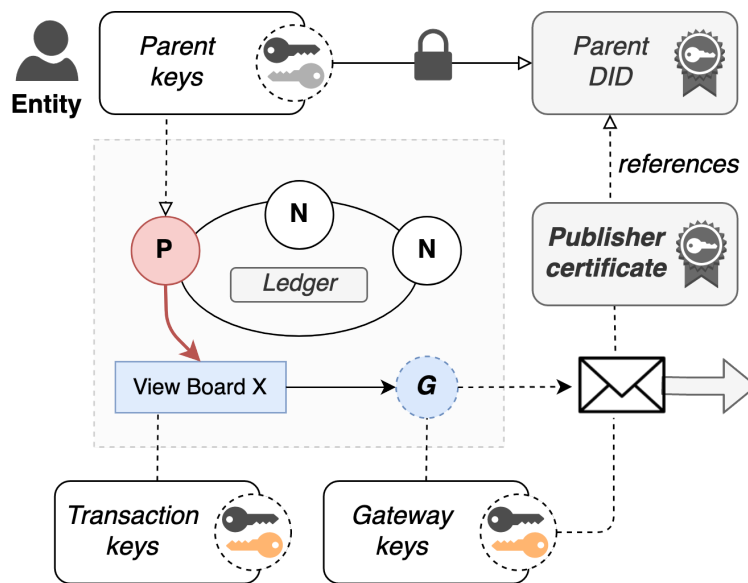 Entity
Parent
keys
Parent
DID
references
P
N
N
Ledger
Publisher
certificate
View Board X
G
Transaction
keys
Gateway
keys